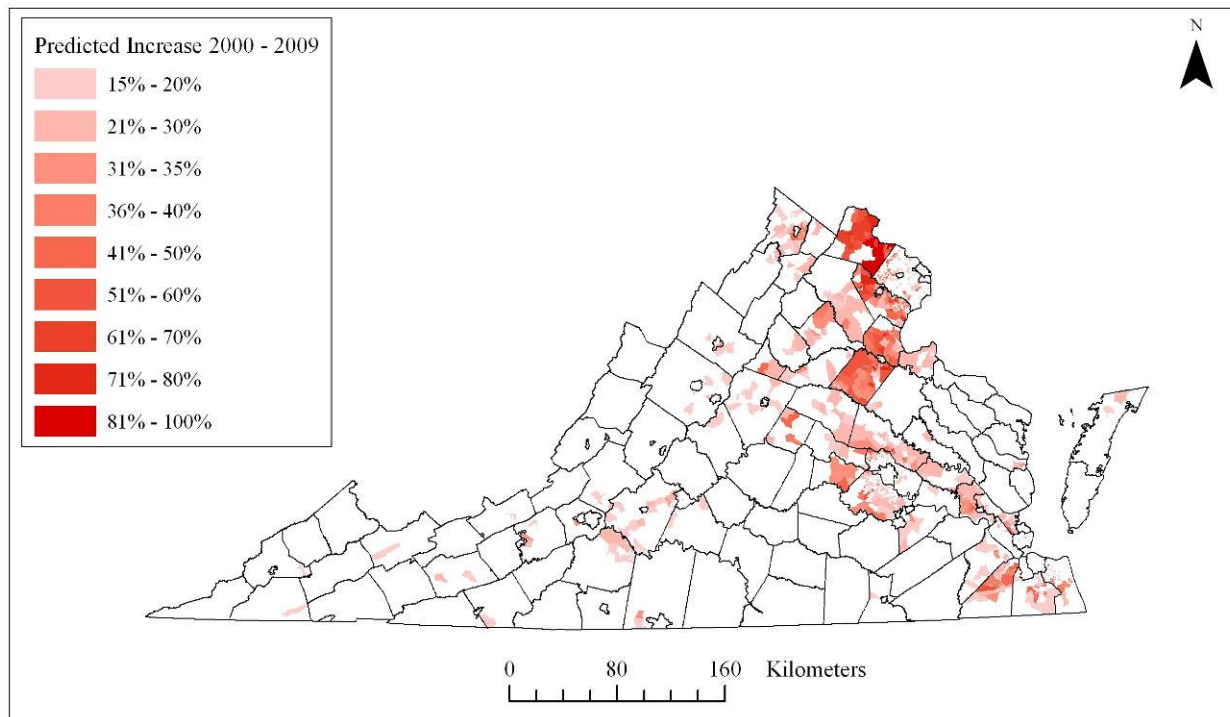 Predicted Increase 2000 - 2009
15% - 20%
21% - 30%
31% - 35%
36% - 40%
41% - 50%
51% - 60%
61% - 70%
71% - 80%
81% - 100%
N
0 80 160 Kilometers